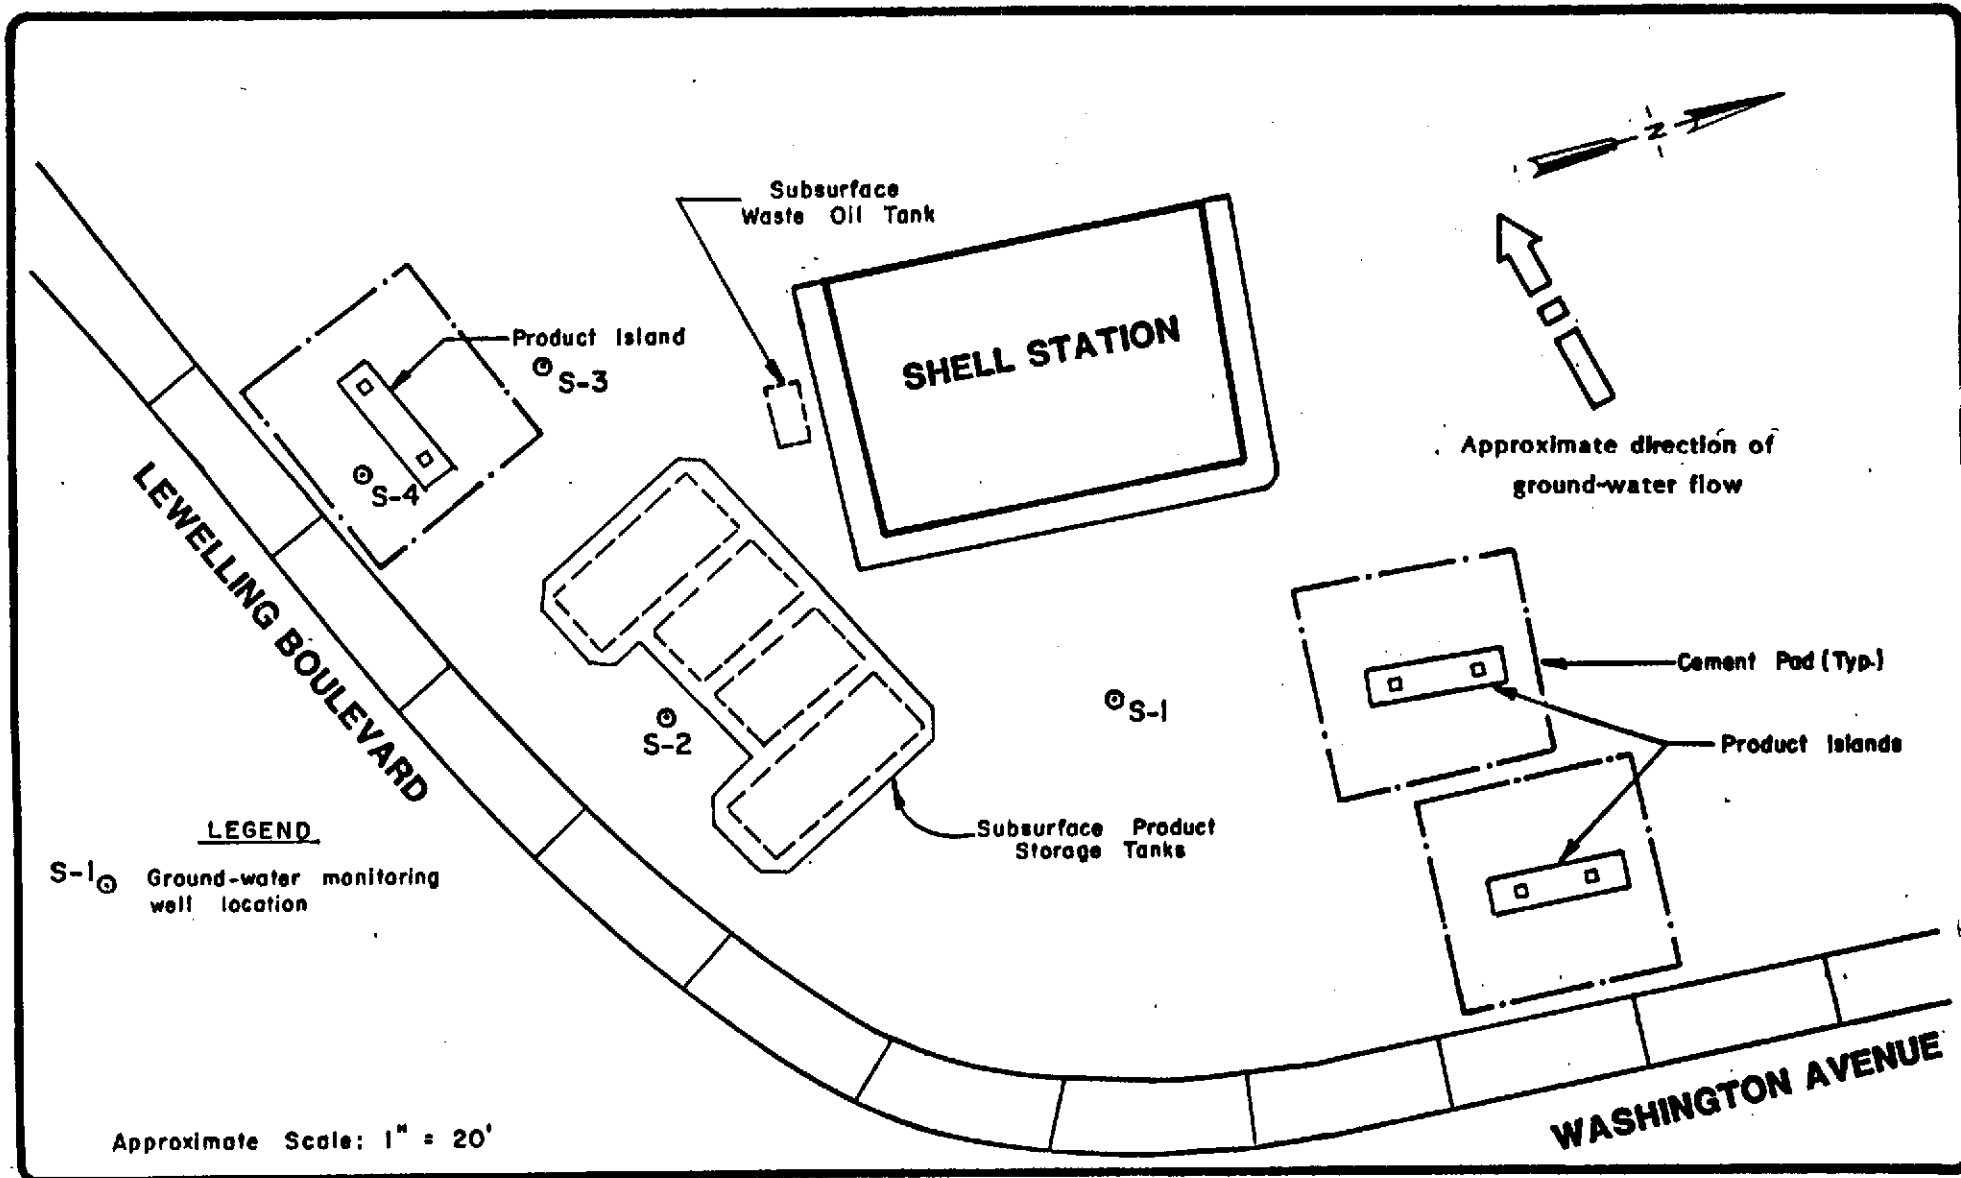 N
Subsurface
Waste Oil Tank
SHELL STATION
Product Island
S-3
S-4
Approximate direction of
ground-water flow
LEWELLING BOULEVARD
Cement Pad (Typ.)
S-1
S-2
Product Islands
Subsurface Product
Storage Tanks
LEGEND
S-1 Ground-water monitoring
well location
WASHINGTON AVENUE
Approximate Scale: 1" = 20'